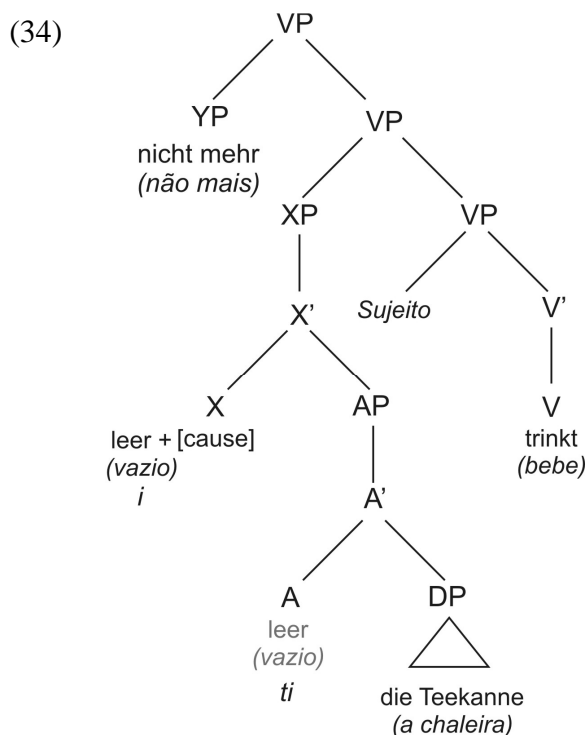 (34)
VP
YP
nicht mehr
(não mais)
VP
XP
VP
X'
Sujeito
V'
X
leer + [cause]
(vazio)
i
AP
V
trinkt
(bebe)
A'
A
leer
(vazio)
ti
DP
die Teekanne
(a chaleira)